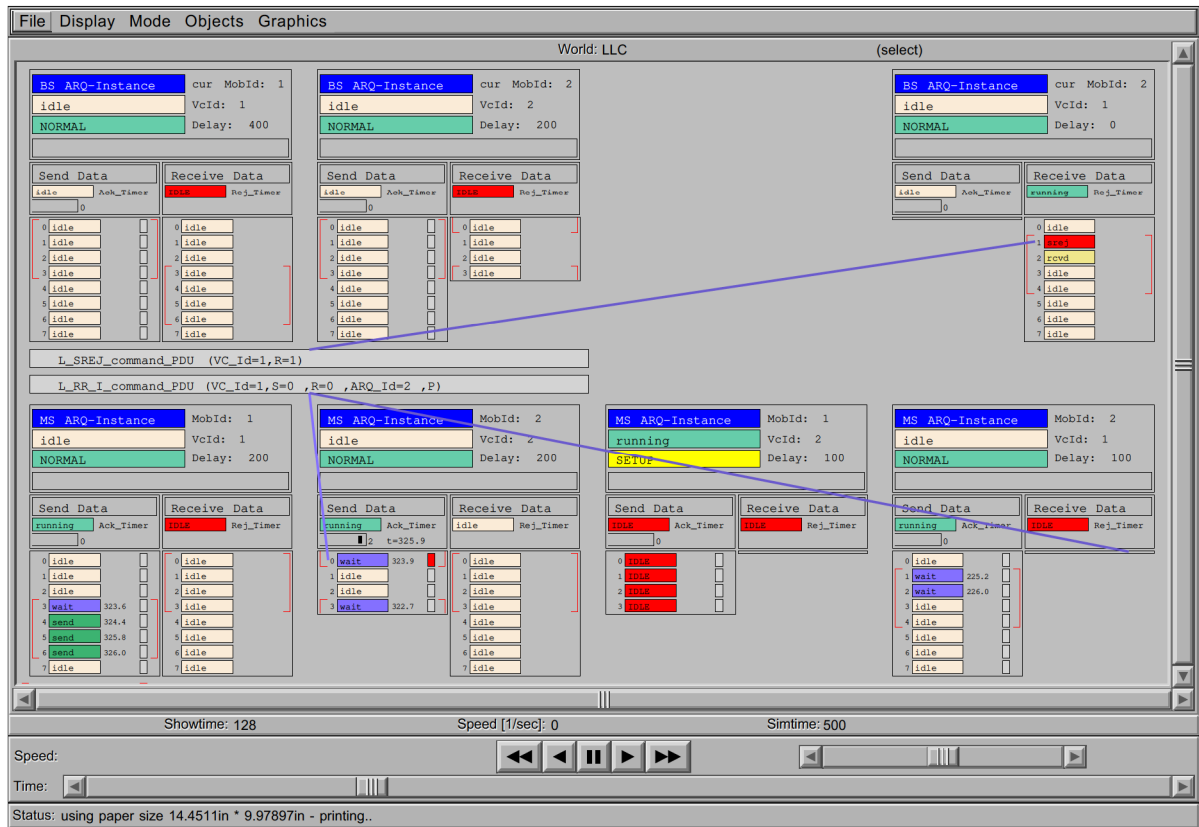 File Display Mode Objects Graphics
World: LLC (select)
BS ARQ-Instance cur MobId: 1
idle VcId: 1
NORMAL Delay: 400
Send Data Receive Data
idle Ack_Timer IDLE Rej_Timer
0
0 idle 0 idle
1 idle 1 idle
2 idle 2 idle
3 idle 3 idle
4 idle 4 idle
5 idle 5 idle
6 idle 6 idle
7 idle 7 idle
BS ARQ-Instance cur MobId: 2
idle VcId: 2
NORMAL Delay: 200
Send Data Receive Data
idle Ack_Timer IDLE Rej_Timer
0
0 idle 0 idle
1 idle 1 idle
2 idle 2 idle
3 idle 3 idle
4 idle
5 idle
6 idle
7 idle
BS ARQ-Instance cur MobId: 2
idle VcId: 1
NORMAL Delay: 0
Send Data Receive Data
idle Ack_Timer running Rej_Timer
0
0 idle
1 srej
2 rcvd
3 idle
4 idle
5 idle
6 idle
7 idle
L_SREJ_command_PDU (VC_Id=1,R=1)
L_RR_I_command_PDU (VC_Id=1,S=0 ,R=0 ,ARQ_Id=2 ,P)
MS ARQ-Instance MobId: 1
idle VcId: 1
NORMAL Delay: 200
Send Data Receive Data
running Ack_Timer IDLE Rej_Timer
0
0 idle 0 idle
1 idle 1 idle
2 idle 2 idle
3 wait 323.6 3 idle
4 send 324.4 4 idle
5 send 325.8 5 idle
6 send 326.0 6 idle
7 idle 7 idle
MS ARQ-Instance MobId: 2
idle VcId: 2
NORMAL Delay: 200
Send Data Receive Data
running Ack_Timer idle Rej_Timer
2 t=325.9
0 wait 323.9 0 idle
1 idle 1 idle
2 idle 2 idle
3 wait 322.7 3 idle
4 idle
5 idle
6 idle
7 idle
MS ARQ-Instance MobId: 1
running VcId: 2
SETUP Delay: 100
Send Data Receive Data
IDLE Ack_Timer IDLE Rej_Timer
0
0 IDLE
1 IDLE
2 IDLE
3 IDLE
MS ARQ-Instance MobId: 2
idle VcId: 1
NORMAL Delay: 100
Send Data Receive Data
running Ack_Timer IDLE Rej_Timer
0
0 idle
1 wait 225.2
2 wait 226.0
3 idle
4 idle
5 idle
6 idle
7 idle
Showtime: 128 Speed [1/sec]: 0 Simtime: 500
Speed:
Time:
Status: using paper size 14.4511in * 9.97897in - printing..